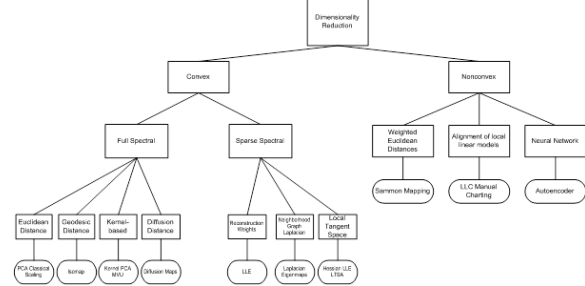 Dimensionality
Reduction
Convex
Nonconvex
Full Spectral
Sparse Spectral
Weighted
Euclidean
Distances
Alignment of local
linear models
Neural Network
Sammon Mapping
LLC Manual
Charting
Autoencoder
Euclidean
Distance
Geodesic
Distance
Kernel-
based
Diffusion
Distance
Reconstruction
Weights
Neighborhood
Graph
Laplacian
Local
Tangent
Space
PCA Classical
Scaling
Isomap
Kernel PCA
MVU
Diffusion Maps
LLE
Laplacian
Eigenmaps
Hessian LLE
LTSA